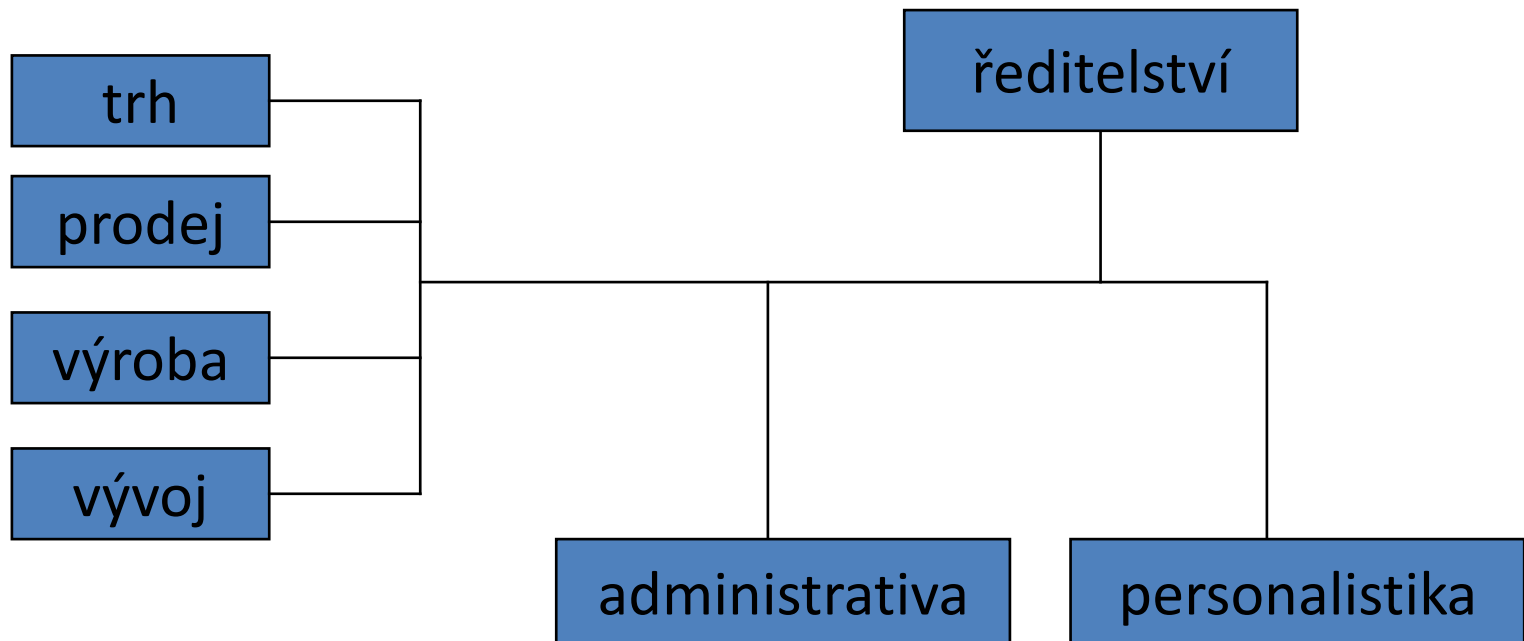 ředitelství
trh
prodej
výroba
vývoj
administrativa
personalistika